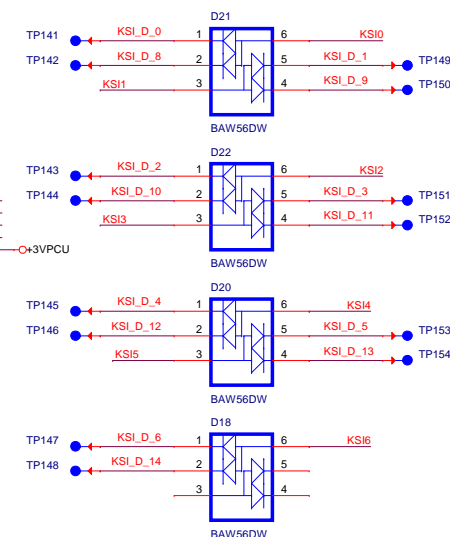 D21
TP141 KSI_D_0 1 6 KSI0
TP142 KSI_D_8 2 5 KSI_D_1 TP149
KSI1 3 4 KSI_D_9 TP150
BAW56DW
D22
TP143 KSI_D_2 1 6 KSI2
TP144 KSI_D_10 2 5 KSI_D_3 TP151
KSI3 3 4 KSI_D_11 TP152
+3VPCU
BAW56DW
D20
TP145 KSI_D_4 1 6 KSI4
TP146 KSI_D_12 2 5 KSI_D_5 TP153
KSI5 3 4 KSI_D_13 TP154
BAW56DW
D18
TP147 KSI_D_6 1 6 KSI6
TP148 KSI_D_14 2 5
3 4
BAW56DW